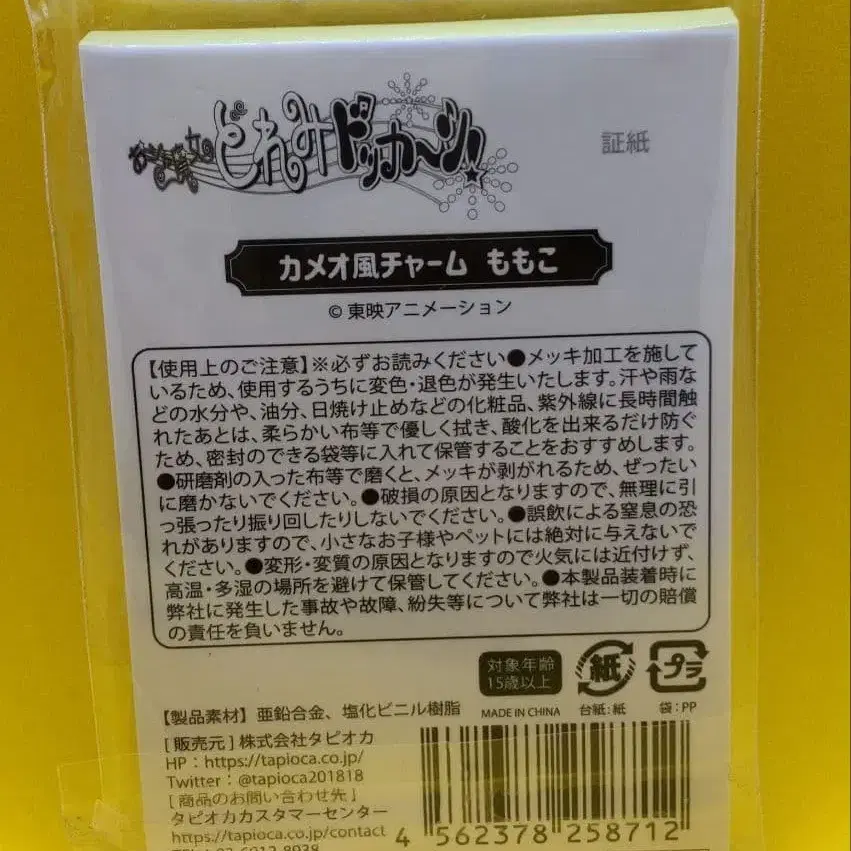 おジャ魔女どれみドッカ〜ン!
証紙
カメオ風チャーム ももこ
©東映アニメーション
【使用上のご注意】※必ずお読みください●メッキ加工を施して
いるため、使用するうちに変色・退色が発生いたします。汗や雨な
どの水分や、油分、日焼け止めなどの化粧品、紫外線に長時間触
れたあとは、柔らかい布等で優しく拭き、酸化を出来るだけ防ぐ
ため、密封のできる袋等に入れて保管することをおすすめします。
●研磨剤の入った布等で磨くと、メッキが剥がれるため、ぜったい
に磨かないでください。●破損の原因となりますので、無理に引
っ張ったり振り回したりしないでください。●誤飲による窒息の恐
れがありますので、小さなお子様やペットには絶対に与えないで
ください。●変形・変質の原因となりますので火気には近付けず、
高温・多湿の場所を避けて保管してください。●本製品装着時に
弊社に発生した事故や故障、紛失等について弊社は一切の賠償
の責任を負いません。
対象年齢
15歳以上
紙
プラ
【製品素材】亜鉛合金、塩化ビニル樹脂
MADE IN CHINA
台紙:紙
袋:PP
[販売元]株式会社タピオカ
HP:https://tapioca.co.jp/
Twitter:@tapioca201818
[商品のお問い合わせ先]
タピオカカスタマーセンター
https://tapioca.co.jp/contact
4 562378 258712